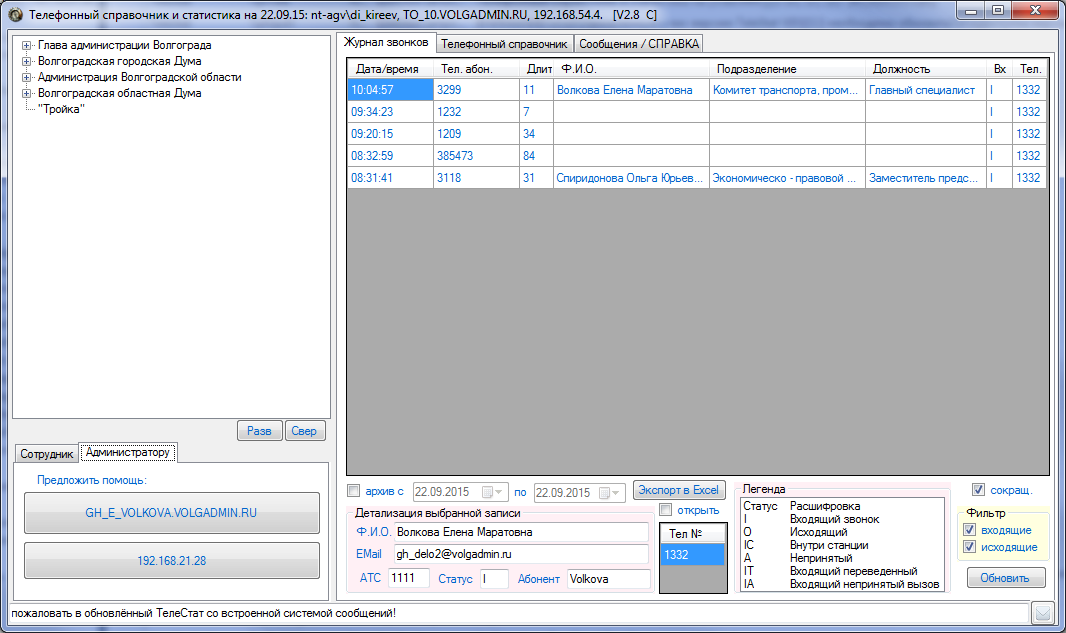 Телефонный справочник и статистика на 22.09.15: nt-agv\di_kireev, TO_10.VOLGADMIN.RU, 192.168.54.4. [V2.8 C]
Глава администрации Волгограда
Волгоградская городская Дума
Администрация Волгоградской области
Волгоградская областная Дума
"Тройка"
Разв Свер
Сотрудник Администратору
Предложить помощь:
GH_E_VOLKOVA.VOLGADMIN.RU
192.168.21.28
Журнал звонков Телефонный справочник Сообщения / СПРАВКА
Дата/время Тел. абон. Длит Ф.И.О. Подразделение Должность Вх Тел.
10:04:57 3299 11 Волкова Елена Маратовна Комитет транспорта, пром... Главный специалист I 1332
09:34:23 1232 7 I 1332
09:20:15 1209 34 I 1332
08:32:59 385473 84 I 1332
08:31:41 3118 31 Спиридонова Ольга Юрьев... Экономическо - правовой ... Заместитель предс... I 1332
архив с 22.09.2015 по 22.09.2015 Экспорт в Excel
открыть
Детализация выбранной записи
Ф.И.О. Волкова Елена Маратовна
EMail gh_delo2@volgadmin.ru
АТС 1111 Статус I Абонент Volkova
Тел №
1332
Легенда
Статус Расшифровка
I Входящий звонок
O Исходящий
IC Внутри станции
A Непринятый
IT Входящий переведенный
IA Входящий непринятый вызов
сокращ.
Фильтр
входящие
исходящие
Обновить
пожаловать в обновлённый ТелеСтат со встроенной системой сообщений!